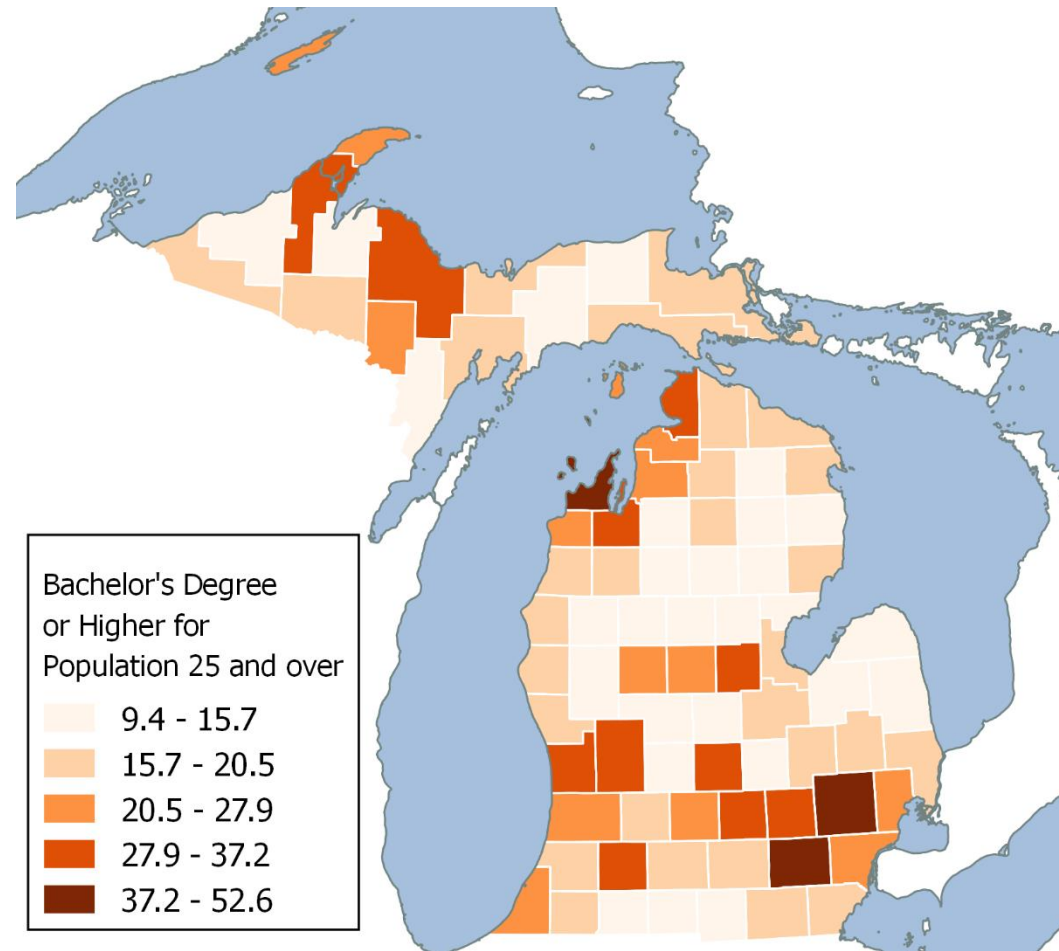 Bachelor's Degree
or Higher for
Population 25 and over
9.4 - 15.7
15.7 - 20.5
20.5 - 27.9
27.9 - 37.2
37.2 - 52.6